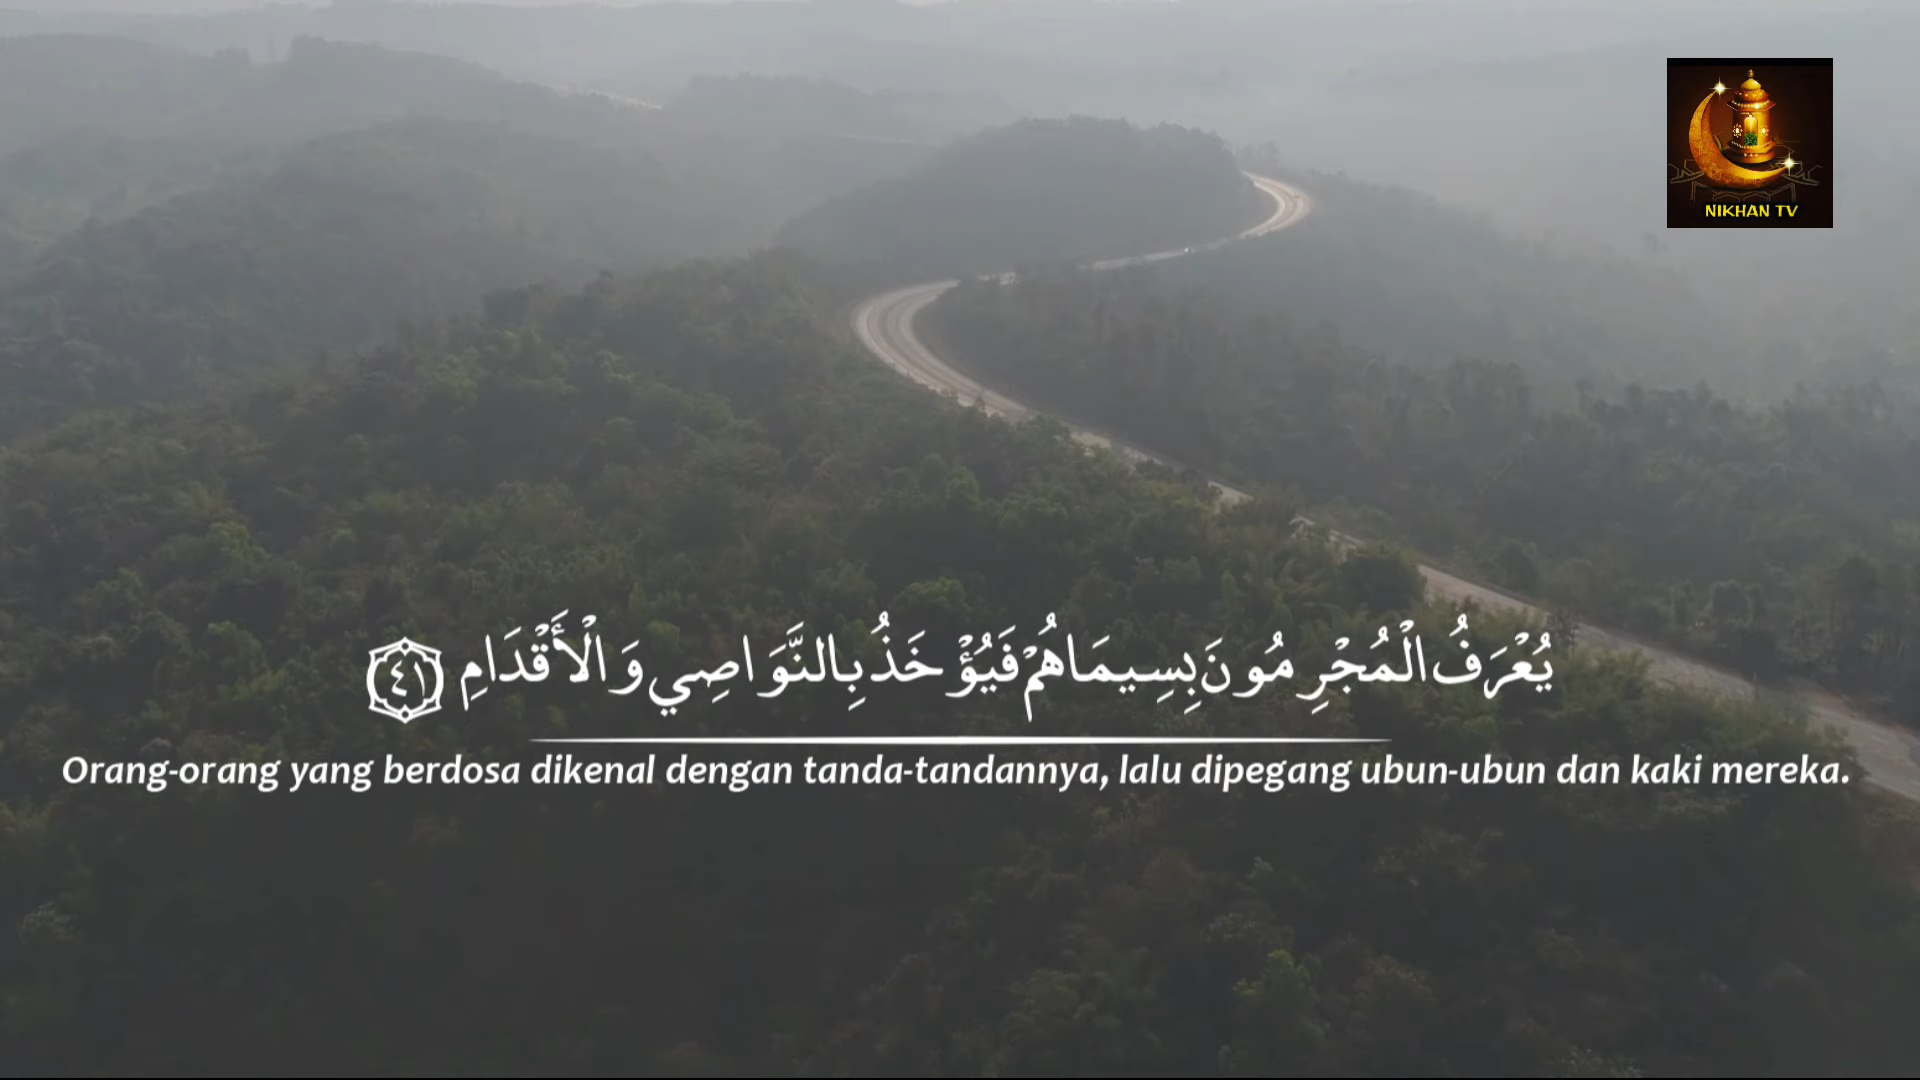 NIKHAN TV
يُعْرَفُ الْمُجْرِمُونَ بِسِيمَاهُمْ فَيُؤْخَذُ بِالنَّوَاصِي وَالْأَقْدَامِ ٤١
Orang-orang yang berdosa dikenal dengan tanda-tandannya, lalu dipegang ubun-ubun dan kaki mereka.